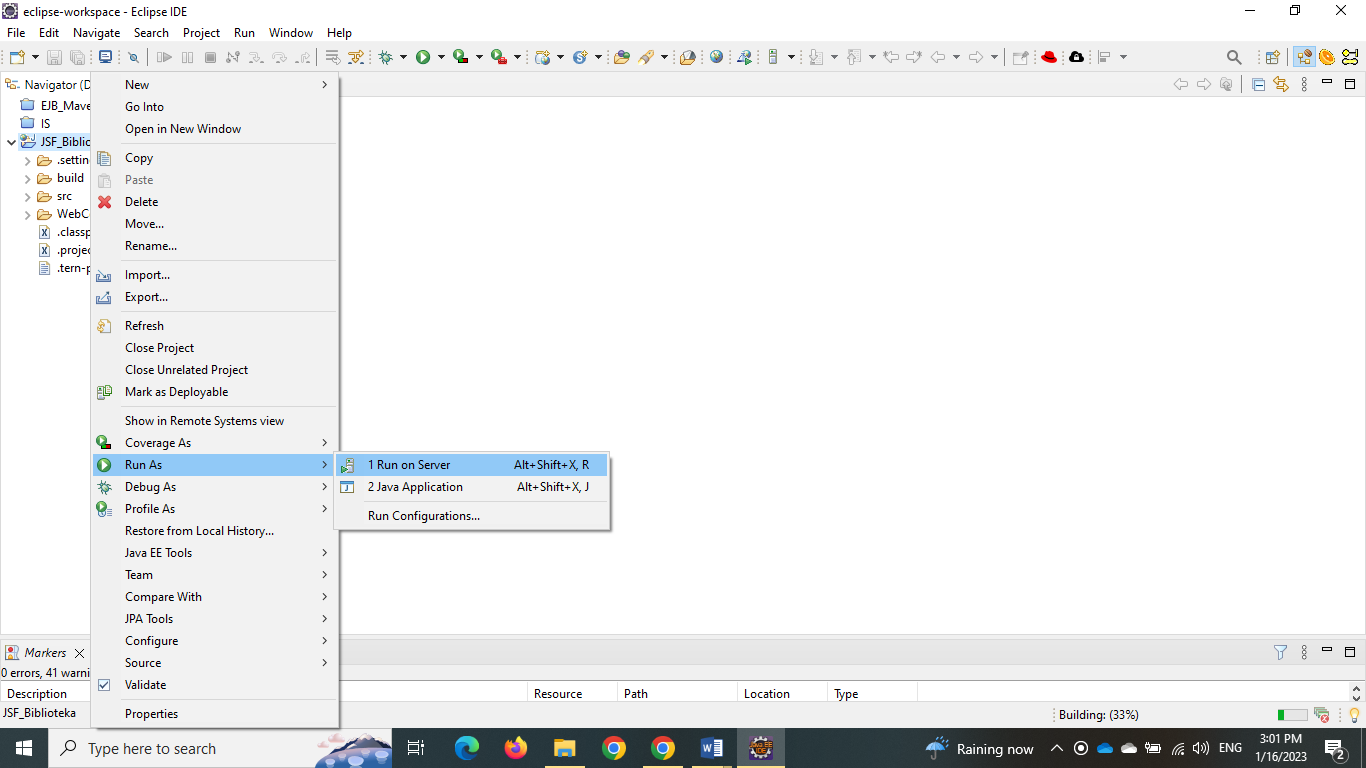 eclipse-workspace - Eclipse IDE
File Edit Navigate Search Project Run Window Help
Navigator (D
EJB_Mave
IS
JSF_Biblio
.settin
build
src
WebC
.classp
.projec
.tern-p
New
Go Into
Open in New Window
Copy
Paste
Delete
Move...
Rename...
Import...
Export...
Refresh
Close Project
Close Unrelated Project
Mark as Deployable
Show in Remote Systems view
Coverage As
Run As
Debug As
Profile As
Restore from Local History...
Java EE Tools
Team
Compare With
JPA Tools
Configure
Source
Validate
Properties
1 Run on Server Alt+Shift+X, R
2 Java Application Alt+Shift+X, J
Run Configurations...
Markers
0 errors, 41 warni
Description Resource Path Location Type
JSF_Biblioteka
Building: (33%)
Type here to search
Raining now
ENG
3:01 PM
1/16/2023
2